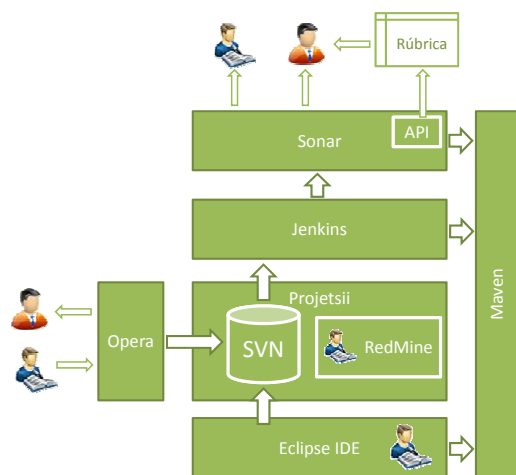 Rúbrica
API
Sonar
Jenkins
Maven
Projetsii
Opera
SVN
RedMine
Eclipse IDE